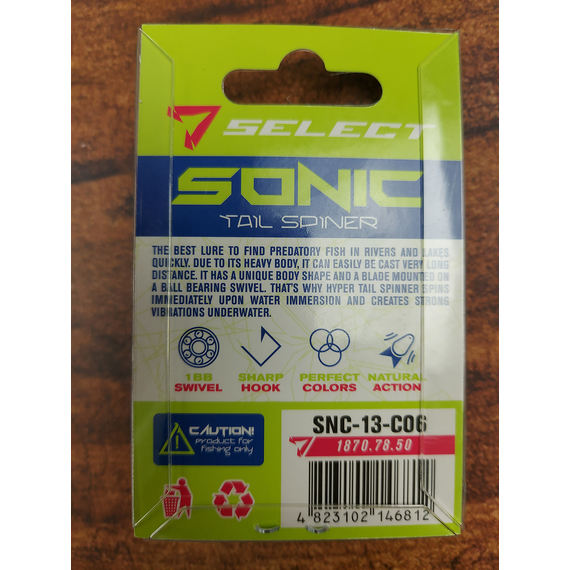 SELECT
SONIC
TAIL SPINER
THE BEST LURE TO FIND PREDATORY FISH IN RIVERS AND LAKES
QUICKLY. DUE TO ITS HEAVY BODY, IT CAN EASILY BE CAST VERY LONG
DISTANCE. IT HAS A UNIQUE BODY SHAPE AND A BLADE MOUNTED ON
A BALL BEARING SWIVEL. THAT'S WHY HYPER TAIL SPINNER SPINS
IMMEDIATELY UPON WATER IMMERSION AND CREATES STRONG
VIBRATIONS UNDERWATER.
1BB SHARP PERFECT NATURAL
SWIVEL HOOK COLORS ACTION
CAUTION!
product for
fishing only
SNC-13-C06
1870.78.50
4 823102 146812